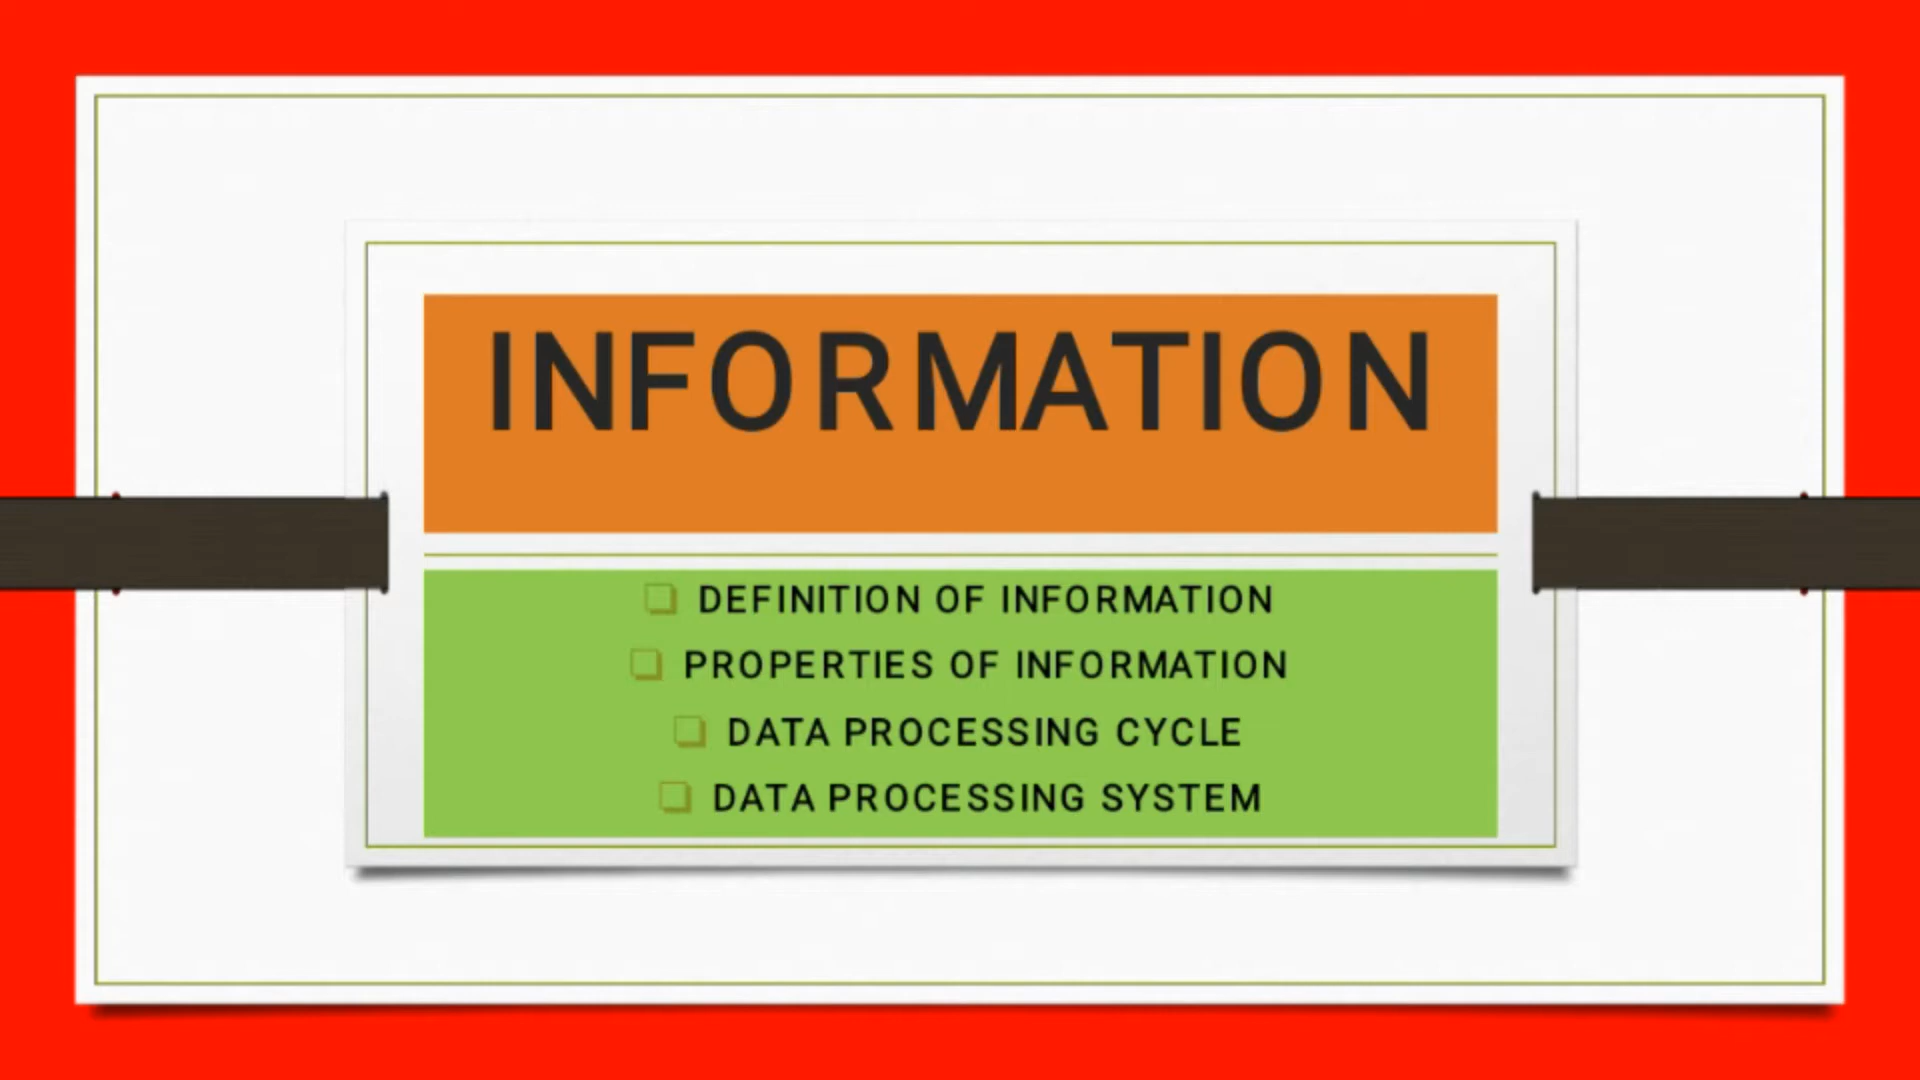 INFORMATION
DEFINITION OF INFORMATION
PROPERTIES OF INFORMATION
DATA PROCESSING CYCLE
DATA PROCESSING SYSTEM